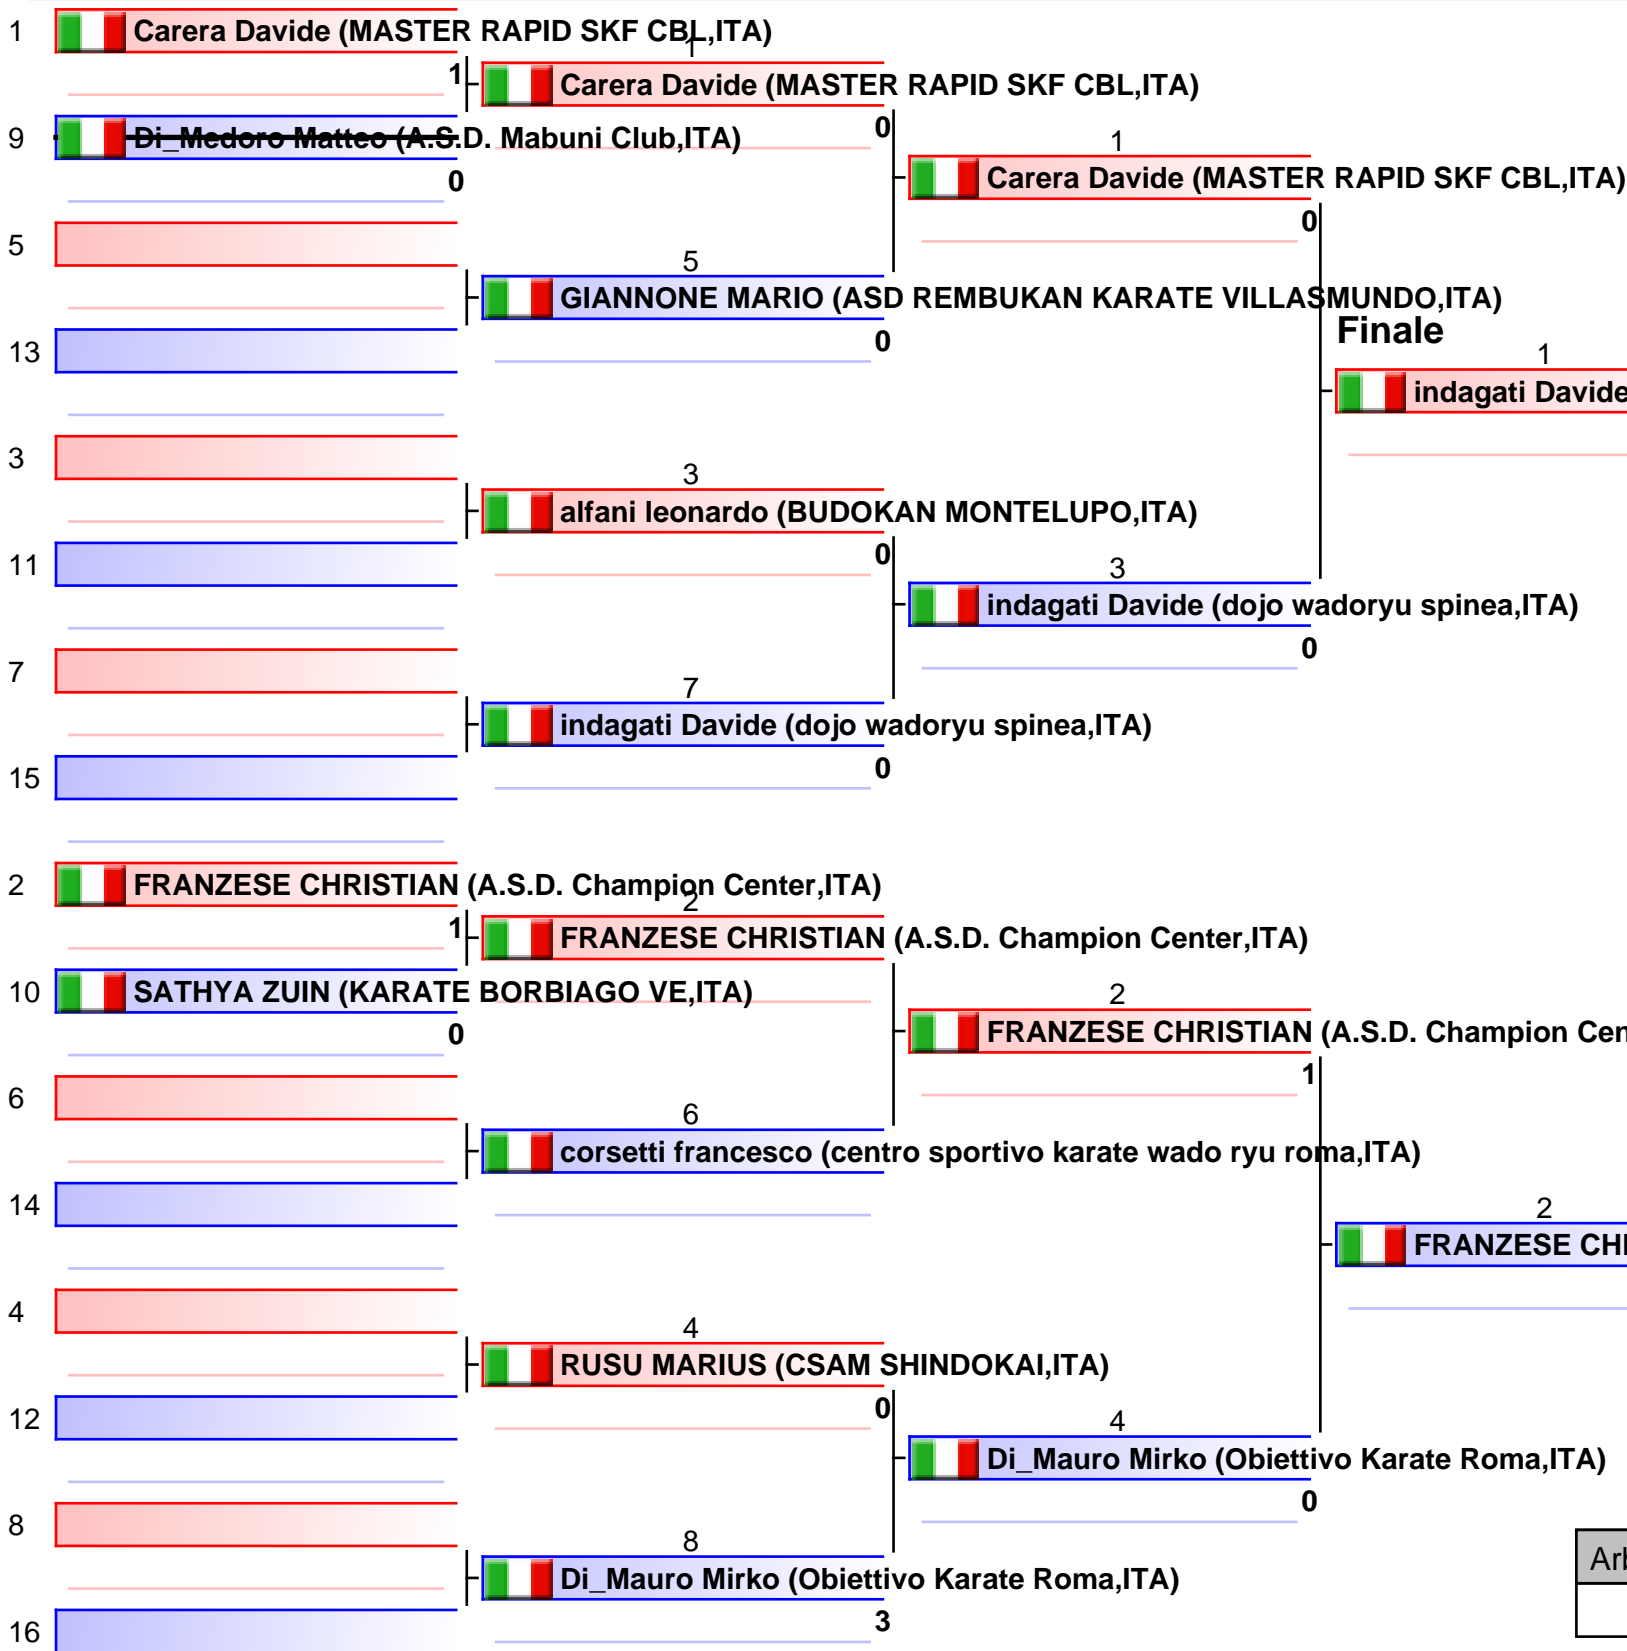 1 Carera Davide (MASTER RAPID SKF CBL,ITA)
1
1 Carera Davide (MASTER RAPID SKF CBL,ITA)
0
9 Di_Medoro Matteo (A.S.D. Mabuni Club,ITA)
0
1
Carera Davide (MASTER RAPID SKF CBL,ITA)
0
5
5
GIANNONE MARIO (ASD REMBUKAN KARATE VILLASMUNDO,ITA)
0
13
Finale
1
indagati Davide
3
3
alfani leonardo (BUDOKAN MONTELUPO,ITA)
0
11
3
indagati Davide (dojo wadoryu spinea,ITA)
0
7
7
indagati Davide (dojo wadoryu spinea,ITA)
0
15
2 FRANZESE CHRISTIAN (A.S.D. Champion Center,ITA)
1
2
FRANZESE CHRISTIAN (A.S.D. Champion Center,ITA)
10 SATHYA ZUIN (KARATE BORBIAGO VE,ITA)
0
2
FRANZESE CHRISTIAN (A.S.D. Champion Cen
1
6
6
corsetti francesco (centro sportivo karate wado ryu roma,ITA)
14
2
FRANZESE CH
4
4
RUSU MARIUS (CSAM SHINDOKAI,ITA)
0
12
4
Di_Mauro Mirko (Obiettivo Karate Roma,ITA)
0
8
8
Di_Mauro Mirko (Obiettivo Karate Roma,ITA)
3
16
Arb